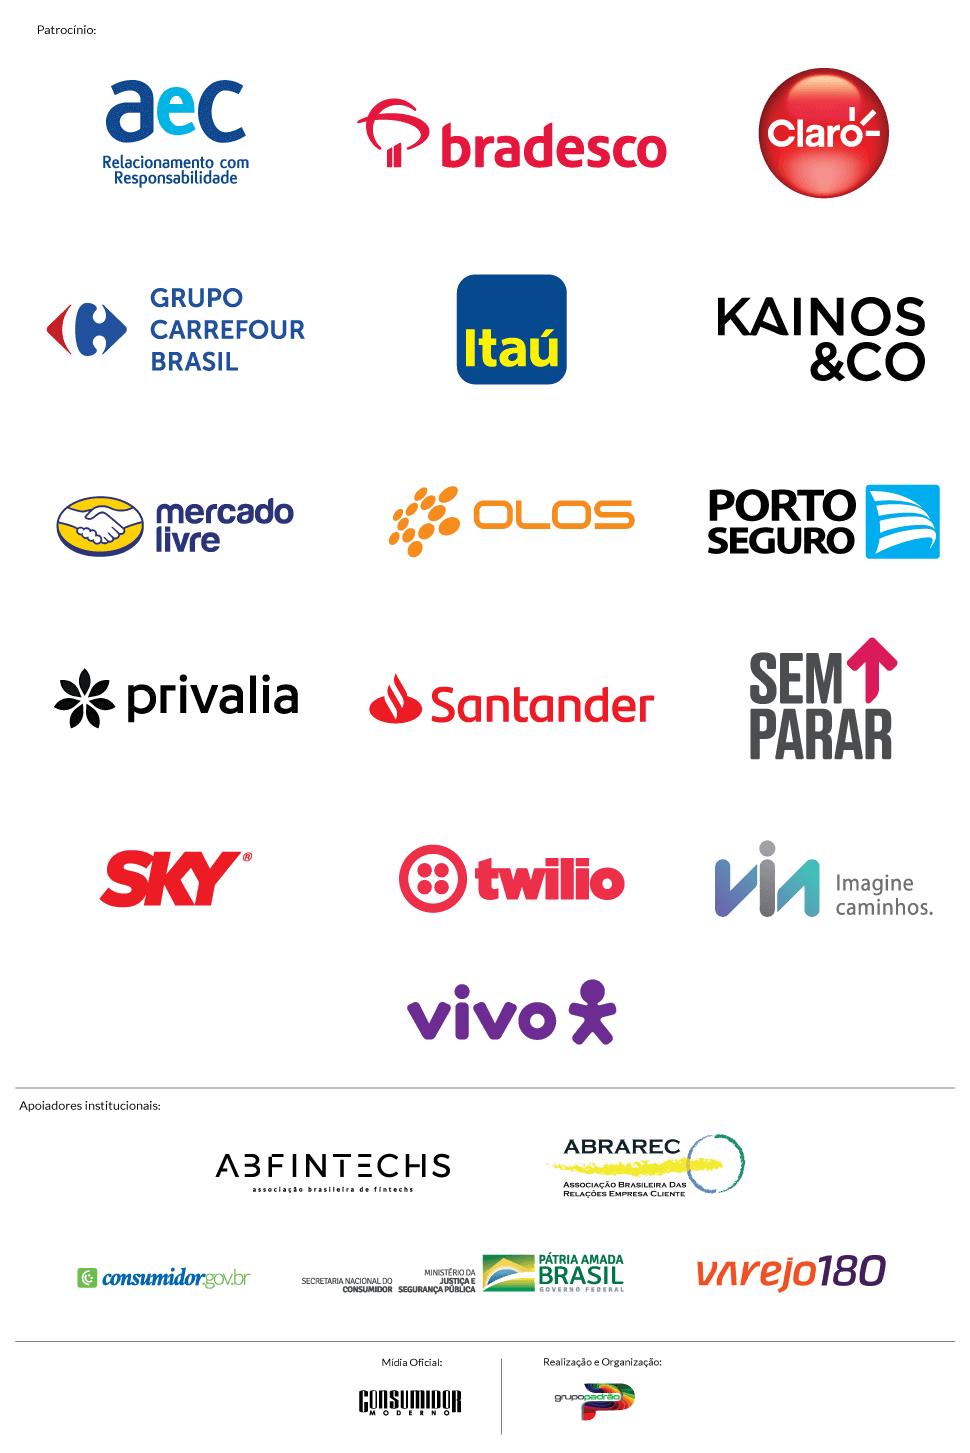 Patrocínio:
aec
Relacionamento com
Responsabilidade
bradesco
Claro
GRUPO
CARREFOUR
BRASIL
Itaú
KAINOS
&CO
mercado
livre
OLOS
PORTO
SEGURO
privalia
Santander
SEM
PARAR
SKY®
twilio
via
Imagine
caminhos.
vivo
Apoiadores institucionais:
ABFINTECHS
associação brasileira de fintechs
ABRAREC
Associação Brasileira Das
Relações Empresa Cliente
consumidor.gov.br
SECRETARIA NACIONAL DO
CONSUMIDOR
MINISTÉRIO DA
JUSTIÇA E
SEGURANÇA PÚBLICA
PÁTRIA AMADA
BRASIL
GOVERNO FEDERAL
varejo180
Mídia Oficial:
CONSUMIDOR
MODERNO
Realização e Organização:
grupopadrão